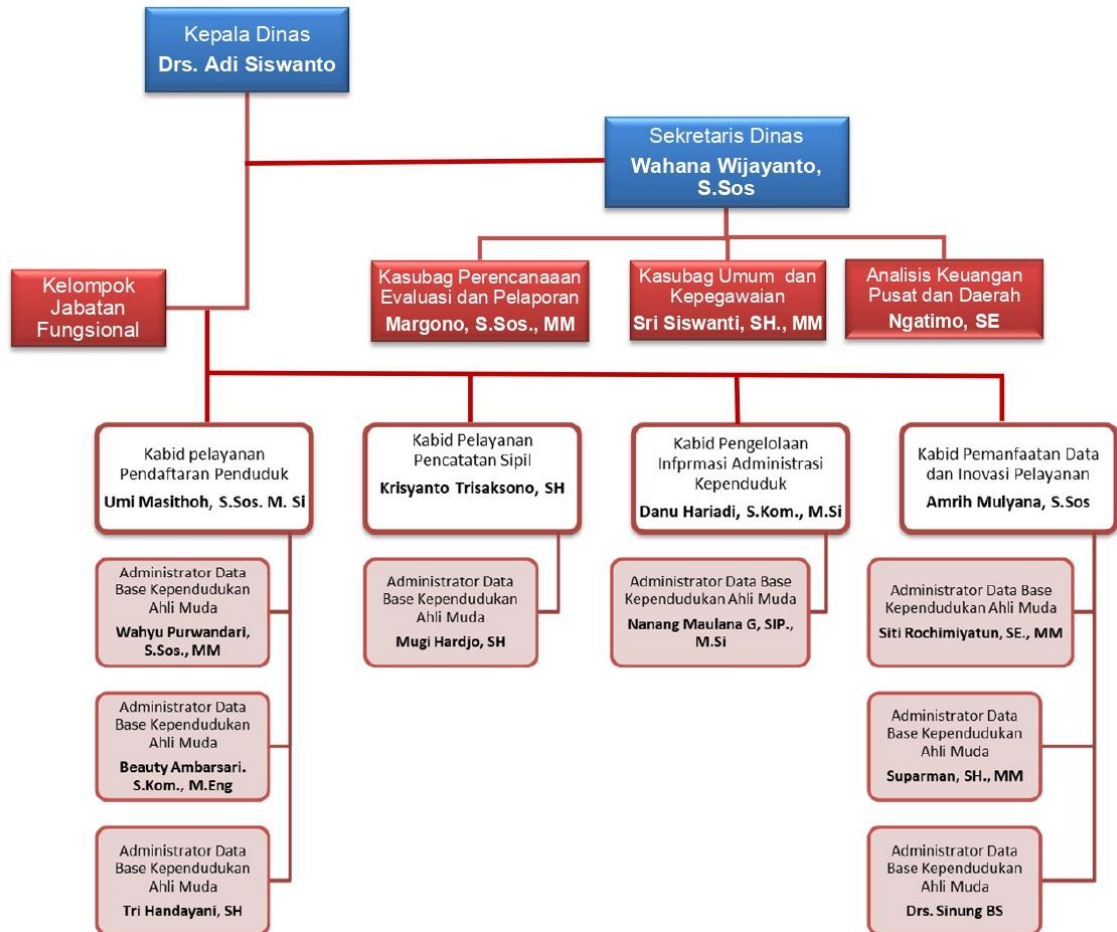 Kepala Dinas
Drs. Adi Siswanto
Sekretaris Dinas
Wahana Wijayanto,
S.Sos
Kelompok
Jabatan
Fungsional
Kasubag Perencanaaan
Evaluasi dan Pelaporan
Margono, S.Sos., MM
Kasubag Umum dan
Kepegawaian
Sri Siswanti, SH., MM
Analisis Keuangan
Pusat dan Daerah
Ngatimo, SE
Kabid pelayanan
Pendaftaran Penduduk
Umi Masithoh, S.Sos. M. Si
Kabid Pelayanan
Pencatatan Sipil
Krisyanto Trisaksono, SH
Kabid Pengelolaan
Infprmasi Administrasi
Kependuduk
Danu Hariadi, S.Kom., M.Si
Kabid Pemanfaatan Data
dan Inovasi Pelayanan
Amrih Mulyana, S.Sos
Administrator Data
Base Kependudukan
Ahli Muda
Wahyu Purwandari,
S.Sos., MM
Administrator Data
Base Kependudukan
Ahli Muda
Mugi Hardjo, SH
Administrator Data Base
Kependudukan Ahli Muda
Nanang Maulana G, SIP.,
M.Si
Administrator Data Base
Kependudukan Ahli Muda
Siti Rochimiyatun, SE., MM
Administrator Data
Base Kependudukan
Ahli Muda
Beauty Ambarsari.
S.Kom., M.Eng
Administrator Data
Base Kependudukan
Ahli Muda
Suparman, SH., MM
Administrator Data
Base Kependudukan
Ahli Muda
Tri Handayani, SH
Administrator Data
Base Kependudukan
Ahli Muda
Drs. Sinung BS